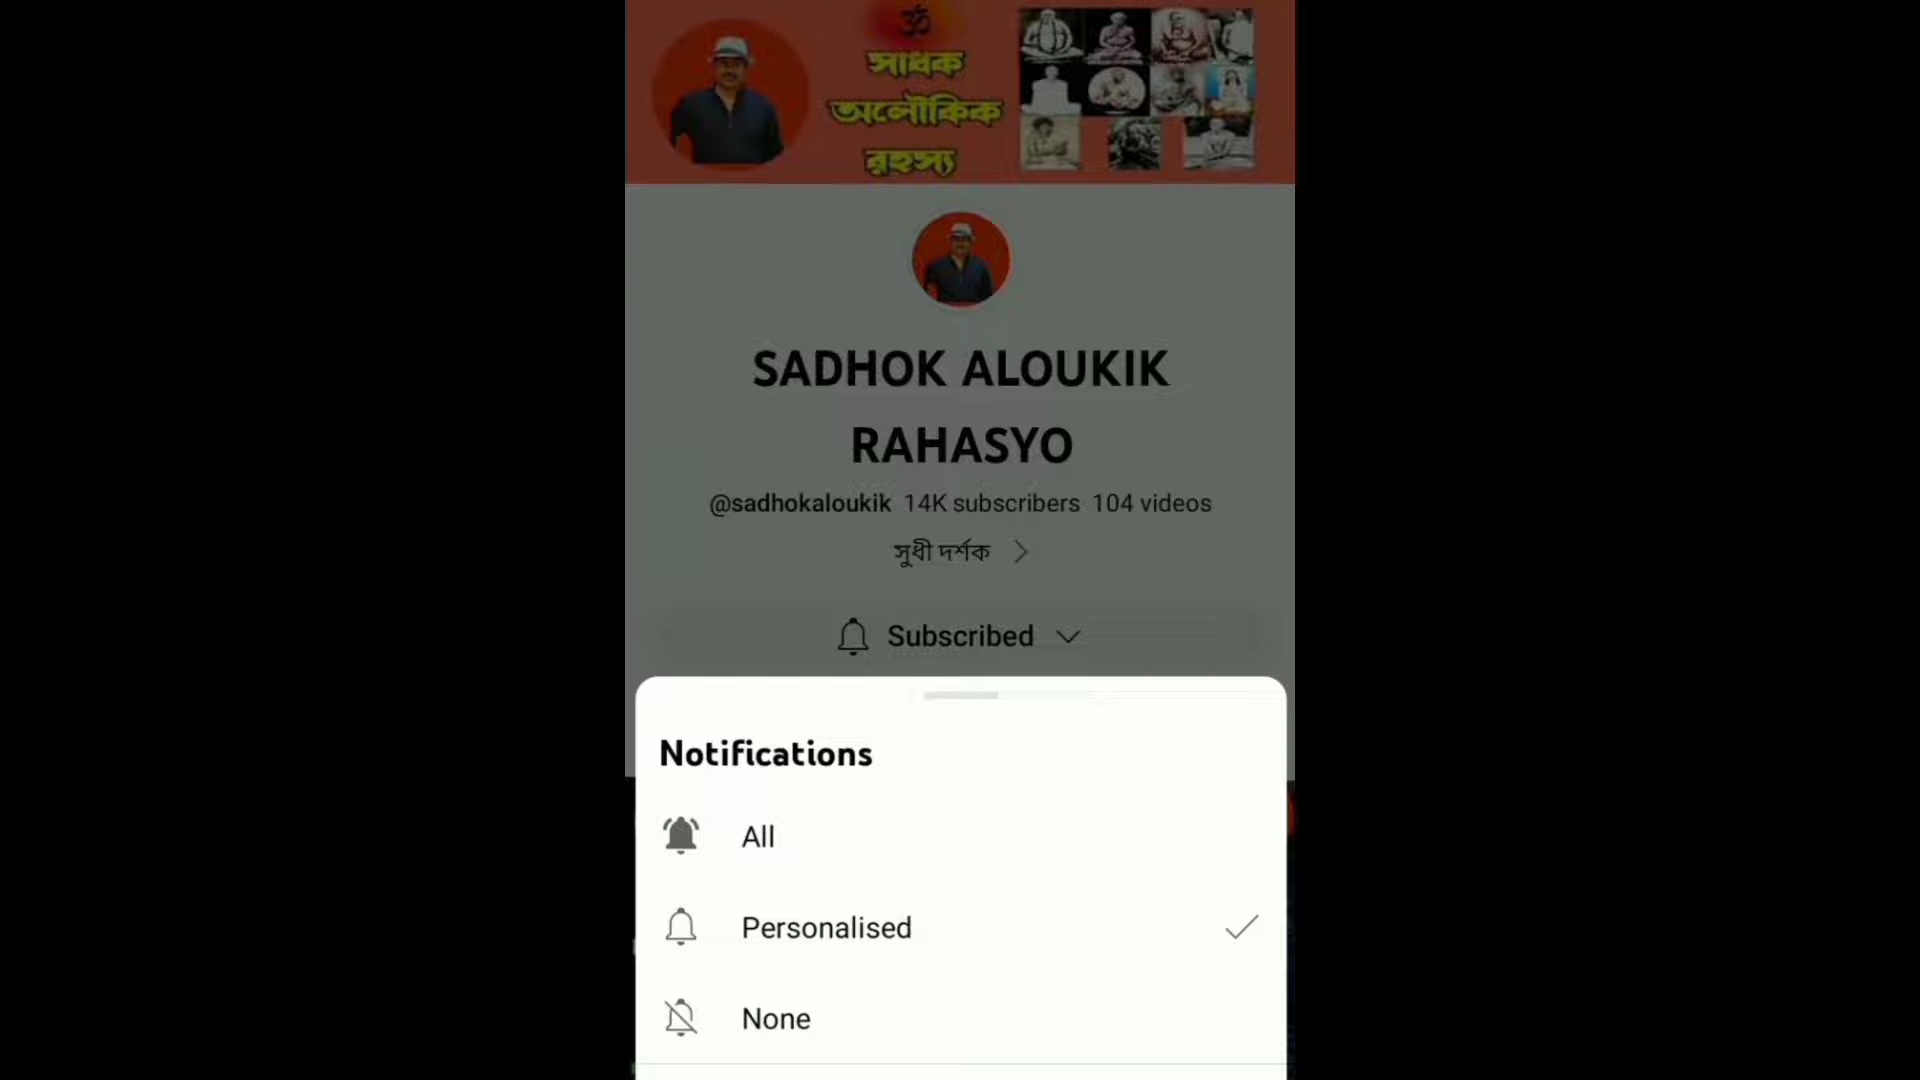 ॐ
সাধক
অলৌকিক
রহস্য
SADHOK ALOUKIK
RAHASYO
@sadhokaloukik 14K subscribers 104 videos
সুধী দর্শক
Subscribed
Notifications
All
Personalised
None